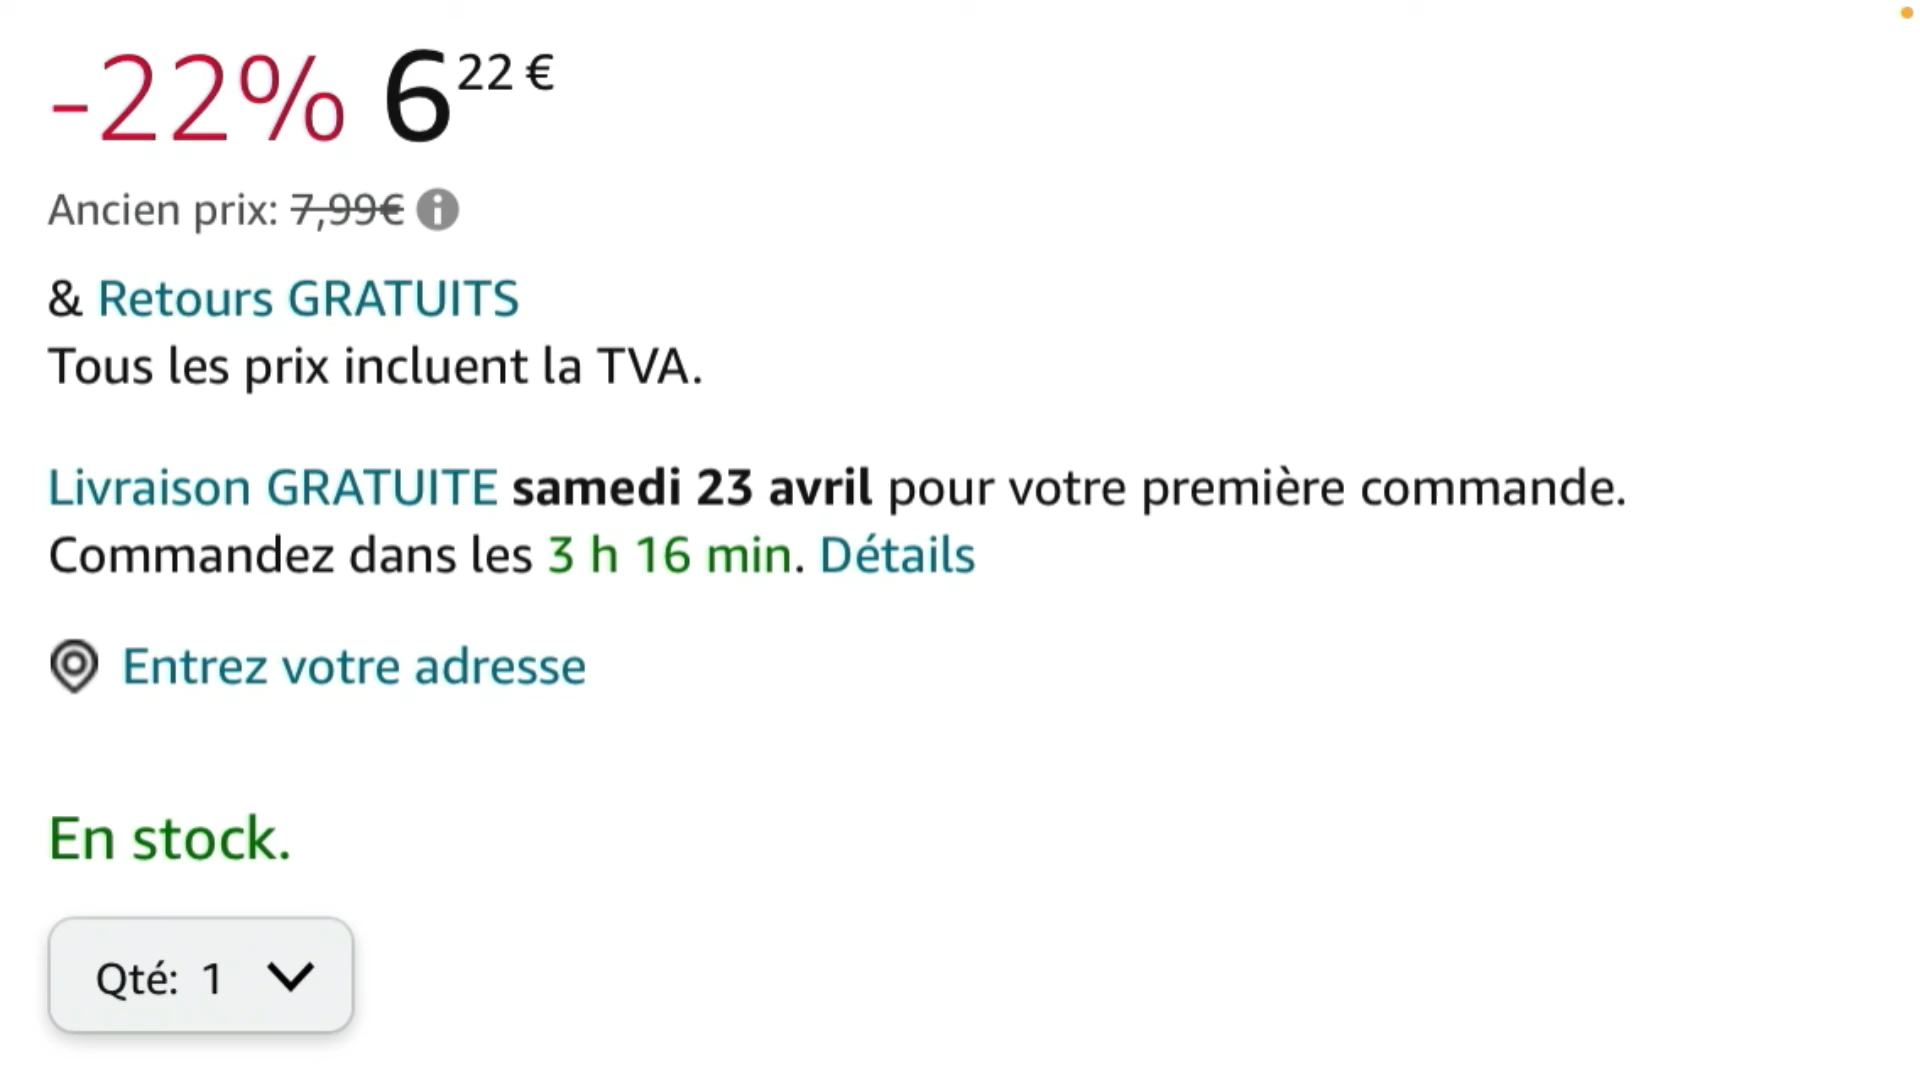 -22% 6 22 €
Ancien prix: 7,99€
& Retours GRATUITS
Tous les prix incluent la TVA.
Livraison GRATUITE samedi 23 avril pour votre première commande.
Commandez dans les 3 h 16 min. Détails
Entrez votre adresse
En stock.
Qté: 1